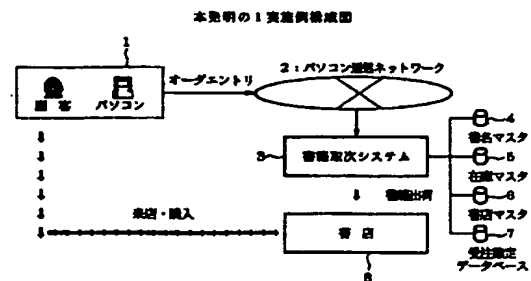 本発明の1実施例構成図
1
オーダエントリ
2:パソコン通信ネットワーク
顧客 パソコン
3
書籍取次システム
4
書名マスタ
5
在庫マスタ
6
書店マスタ
7
受注確定
データベース
書籍出荷
来店・購入
書店
8